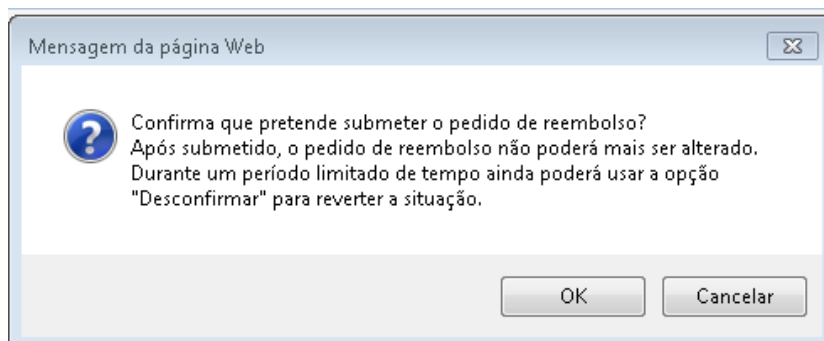 Mensagem da página Web
Confirma que pretende submeter o pedido de reembolso?
Após submetido, o pedido de reembolso não poderá mais ser alterado.
Durante um período limitado de tempo ainda poderá usar a opção
"Desconfirmar" para reverter a situação.
OK
Cancelar